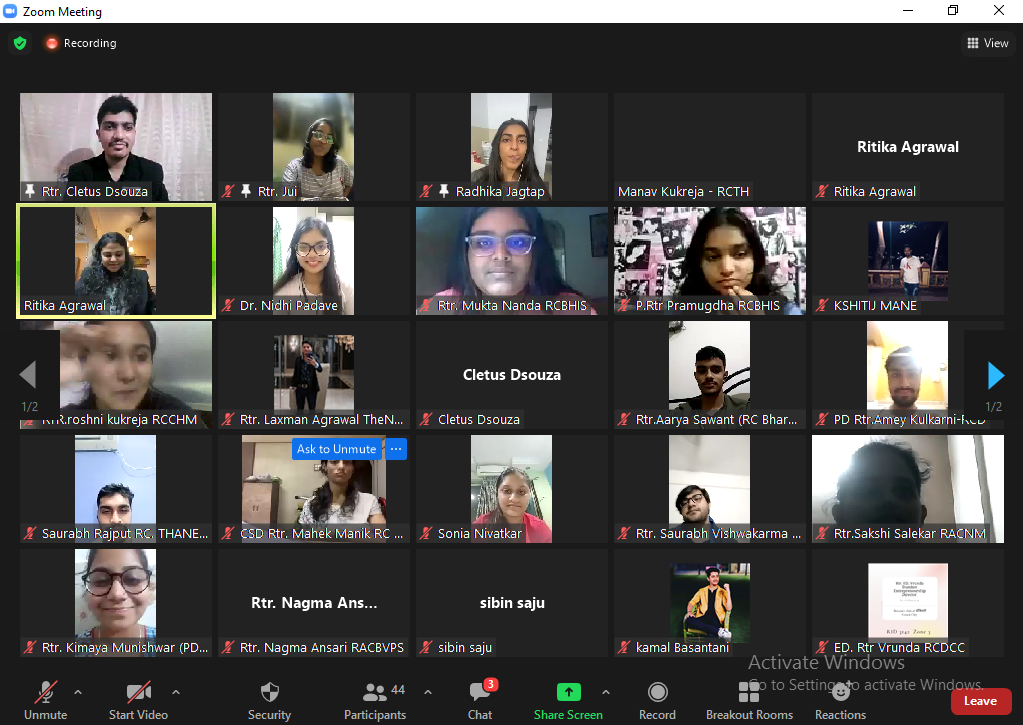 Zoom Meeting
Recording
View
Rtr. Cletus Dsouza
Rtr. Jui
Radhika Jagtap
Manav Kukreja - RCTH
Ritika Agrawal
Ritika Agrawal
Ritika Agrawal
Dr. Nidhi Padave
Rtr. Mukta Nanda RCBHIS
P.Rtr Pramugdha RCBHIS
KSHITIJ MANE
1/2
roshni kukreja RCCHM
Rtr. Laxman Agrawal TheN...
Cletus Dsouza
Cletus Dsouza
Rtr.Aarya Sawant (RC Bhar...
PD Rtr.Amey Kulkarni-RCD
1/2
Saurabh Rajput RC, THANE...
Ask to Unmute ...
CSD Rtr. Mahek Manik RC ...
Sonia Nivatkar
Rtr. Saurabh Vishwakarma ...
Rtr.Sakshi Salekar RACNM
Rtr. Kimaya Munishwar (PD...
Rtr. Nagma Ans...
Rtr. Nagma Ansari RACBVPS
sibin saju
sibin saju
kamal Basantani
Entrepreneurship
Director
RID 3142 Zone 3
ED. Rtr Vrunda RCDCC
Activate Windows
Go to Settings to activate Windows.
Unmute
Start Video
Security
44
Participants
3
Chat
Share Screen
Record
Breakout Rooms
Reactions
Leave